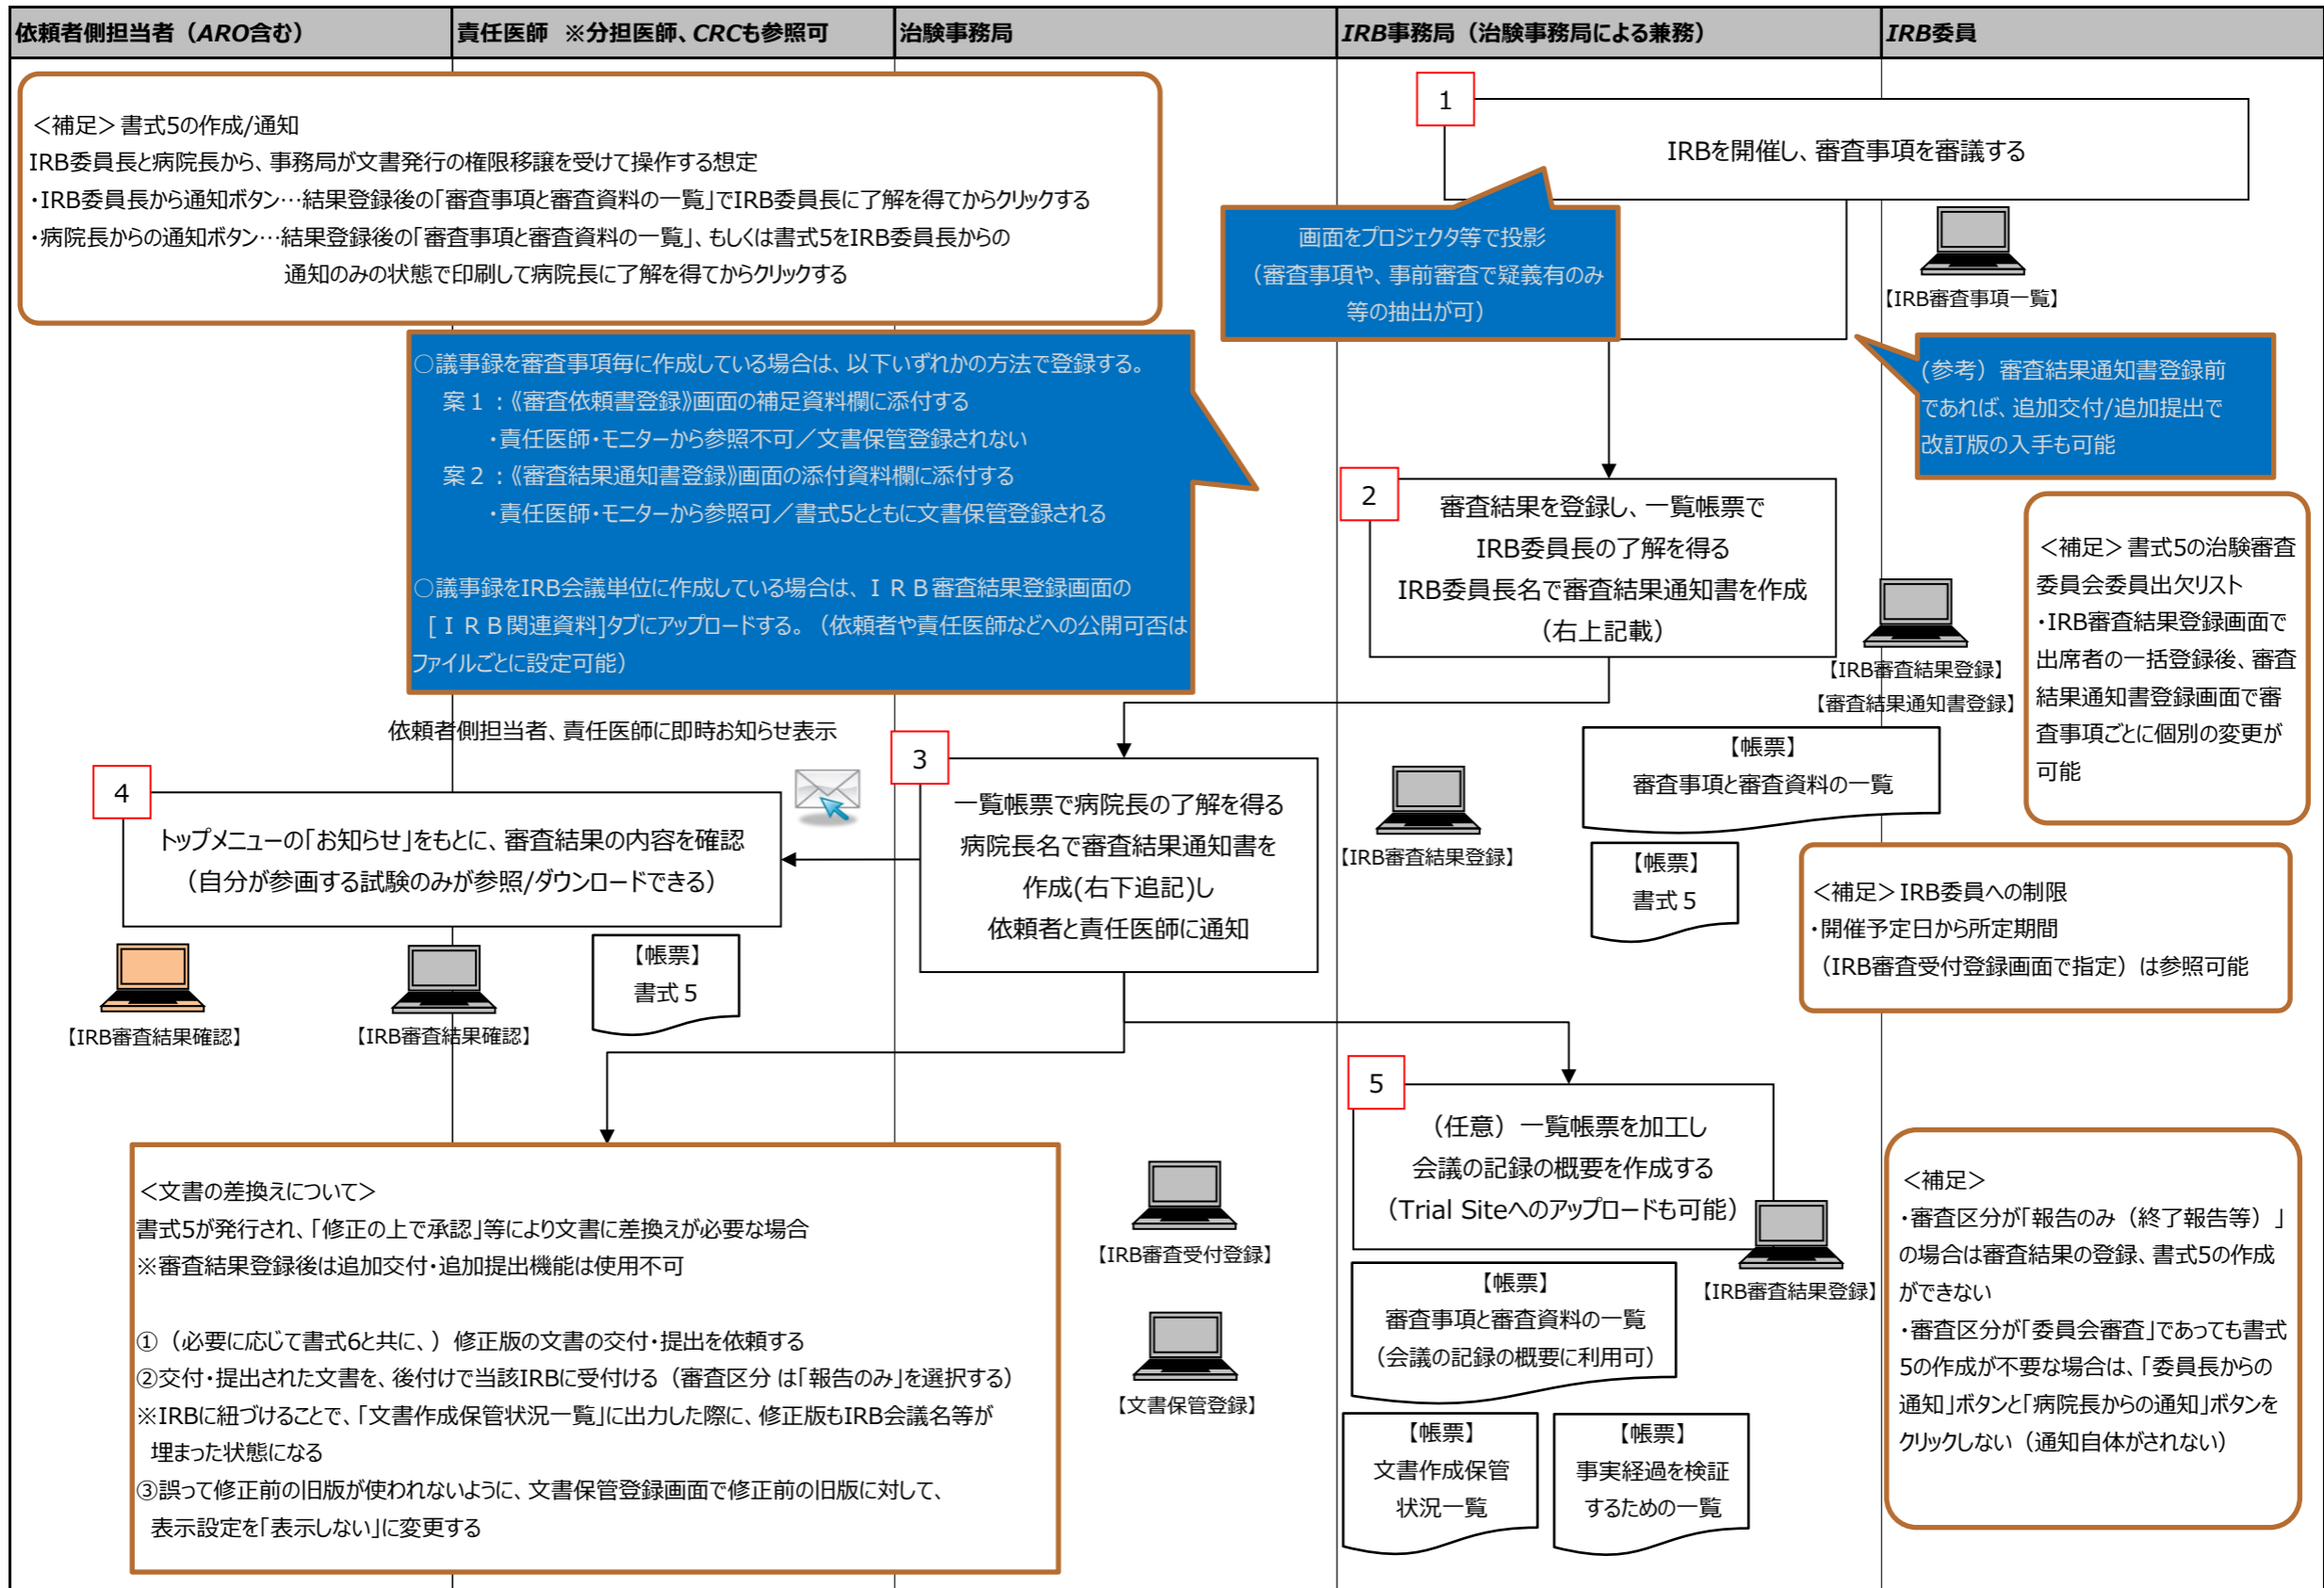 依頼者側担当者（ARO含む）
責任医師　※分担医師、CRCも参照可
治験事務局
IRB事務局（治験事務局による兼務）
IRB委員
＜補足＞書式5の作成/通知
IRB委員長と病院長から、事務局が文書発行の権限移譲を受けて操作する想定
・IRB委員長から通知ボタン…結果登録後の「審査事項と審査資料の一覧」でIRB委員長に了解を得てからクリックする
・病院長からの通知ボタン…結果登録後の「審査事項と審査資料の一覧」、もしくは書式5をIRB委員長からの
通知のみの状態で印刷して病院長に了解を得てからクリックする
1
IRBを開催し、審査事項を審議する
画面をプロジェクタ等で投影
（審査事項や、事前審査で疑義有のみ
等の抽出が可）
【IRB審査事項一覧】
(参考）審査結果通知書登録前
であれば、追加交付/追加提出で
改訂版の入手も可能
○議事録を審査事項毎に作成している場合は、以下いずれかの方法で登録する。
案１：《審査依頼書登録》画面の補足資料欄に添付する
・責任医師・モニターから参照不可／文書保管登録されない
案２：《審査結果通知書登録》画面の添付資料欄に添付する
・責任医師・モニターから参照可／書式5とともに文書保管登録される
○議事録をIRB会議単位に作成している場合は、ＩＲＢ審査結果登録画面の
[ＩＲＢ関連資料]タブにアップロードする。（依頼者や責任医師などへの公開可否は
ファイルごとに設定可能）
2
審査結果を登録し、一覧帳票で
IRB委員長の了解を得る
IRB委員長名で審査結果通知書を作成
（右上記載）
【IRB審査結果登録】
【審査結果通知書登録】
＜補足＞書式5の治験審査
委員会委員出欠リスト
・IRB審査結果登録画面で
出席者の一括登録後、審査
結果通知書登録画面で審
査事項ごとに個別の変更が
可能
依頼者側担当者、責任医師に即時お知らせ表示
3
一覧帳票で病院長の了解を得る
病院長名で審査結果通知書を
作成(右下追記)し
依頼者と責任医師に通知
【IRB審査結果登録】
【帳票】
審査事項と審査資料の一覧
【帳票】
書式５
＜補足＞IRB委員への制限
・開催予定日から所定期間
（IRB審査受付登録画面で指定）は参照可能
4
トップメニューの「お知らせ」をもとに、審査結果の内容を確認
（自分が参画する試験のみが参照/ダウンロードできる）
【IRB審査結果確認】
【IRB審査結果確認】
【帳票】
書式５
＜文書の差換えについて＞
書式5が発行され、「修正の上で承認」等により文書に差換えが必要な場合
※審査結果登録後は追加交付・追加提出機能は使用不可
①（必要に応じて書式6と共に、）修正版の文書の交付・提出を依頼する
②交付・提出された文書を、後付けで当該IRBに受付ける（審査区分 は「報告のみ」を選択する）
※IRBに紐づけることで、「文書作成保管状況一覧」に出力した際に、修正版もIRB会議名等が
埋まった状態になる
③誤って修正前の旧版が使われないように、文書保管登録画面で修正前の旧版に対して、
表示設定を「表示しない」に変更する
【IRB審査受付登録】
【文書保管登録】
5
（任意）一覧帳票を加工し
会議の記録の概要を作成する
（Trial Siteへのアップロードも可能）
【IRB審査結果登録】
【帳票】
審査事項と審査資料の一覧
（会議の記録の概要に利用可）
【帳票】
文書作成保管
状況一覧
【帳票】
事実経過を検証
するための一覧
＜補足＞
・審査区分が「報告のみ（終了報告等）」
の場合は審査結果の登録、書式5の作成
ができない
・審査区分が「委員会審査」であっても書式
5の作成が不要な場合は、「委員長からの
通知」ボタンと「病院長からの通知」ボタンを
クリックしない（通知自体がされない）